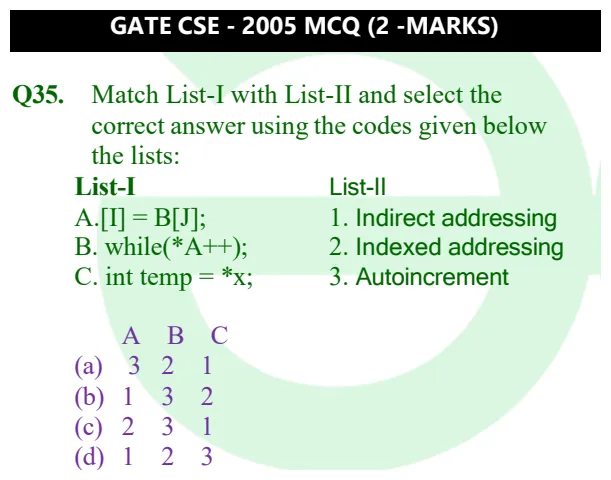 GATE CSE - 2005 MCQ (2 -MARKS)
Q35. Match List-I with List-II and select the
correct answer using the codes given below
the lists:
List-I List-II
A.[I] = B[J]; 1. Indirect addressing
B. while(*A++); 2. Indexed addressing
C. int temp = *x; 3. Autoincrement
A B C
(a) 3 2 1
(b) 1 3 2
(c) 2 3 1
(d) 1 2 3